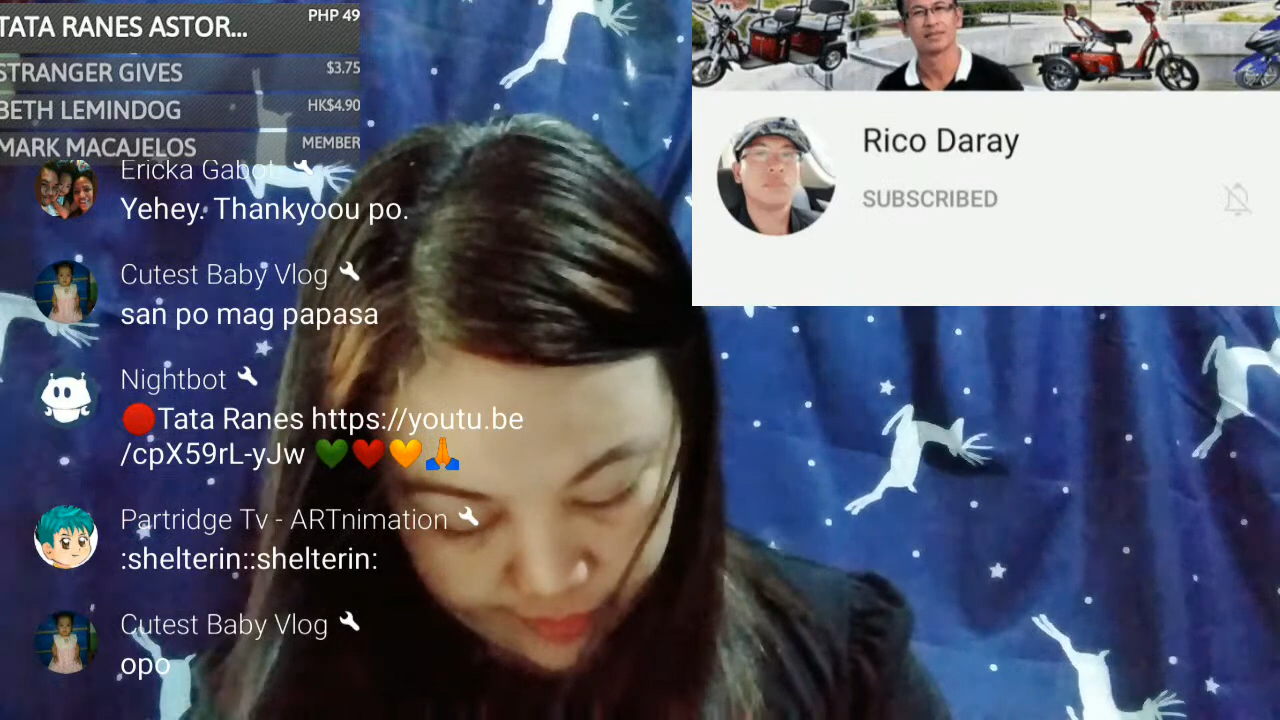 TATA RANES ASTOR... PHP 49
STRANGER GIVES $3.75
BETH LEMINDOG HK$4.90
MARK MACAJELOS MEMBER
Ericka Gabot
Yehey. Thankyoou po.
Cutest Baby Vlog
san po mag papasa
Nightbot
🔴Tata Ranes https://youtu.be
/cpX59rL-yJw 💚❤️🧡🙏
Partridge Tv - ARTnimation
:shelterin::shelterin:
Cutest Baby Vlog
opo
Rico Daray
SUBSCRIBED